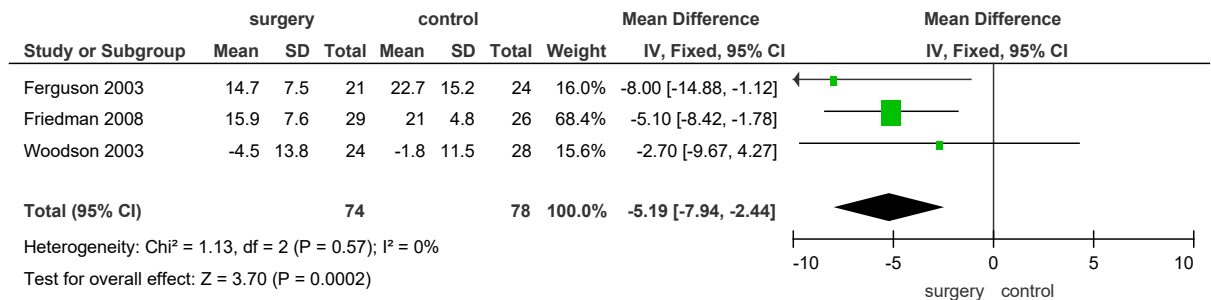 surgery control Mean Difference Mean Difference
Study or Subgroup Mean SD Total Mean SD Total Weight IV, Fixed, 95% CI IV, Fixed, 95% CI
Ferguson 2003 14.7 7.5 21 22.7 15.2 24 16.0% -8.00 [-14.88, -1.12]
Friedman 2008 15.9 7.6 29 21 4.8 26 68.4% -5.10 [-8.42, -1.78]
Woodson 2003 -4.5 13.8 24 -1.8 11.5 28 15.6% -2.70 [-9.67, 4.27]
Total (95% CI) 74 78 100.0% -5.19 [-7.94, -2.44]
Heterogeneity: Chi² = 1.13, df = 2 (P = 0.57); I² = 0%
Test for overall effect: Z = 3.70 (P = 0.0002)
-10 -5 0 5 10
surgery control